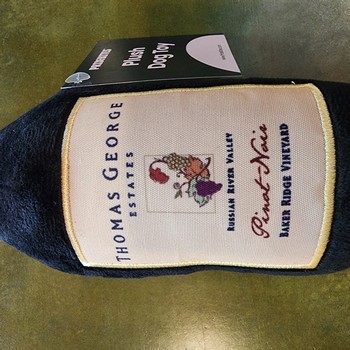 Plush
Dog Toy
THOMAS GEORGE
ESTATES
RUSSIAN RIVER VALLEY
Pinot Noir
BAKER RIDGE VINEYARD